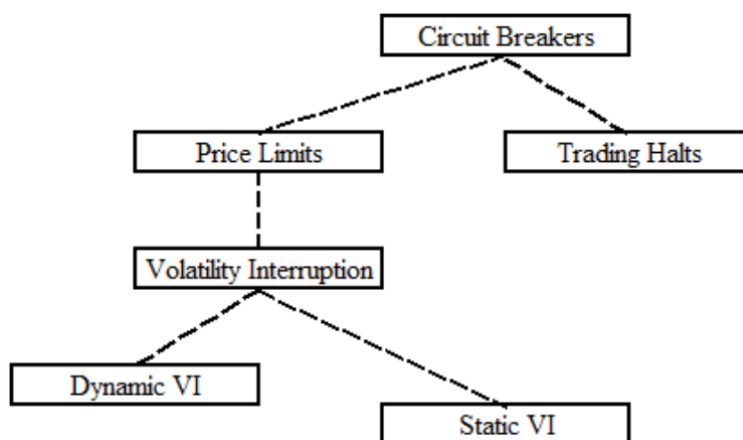 Circuit Breakers
Price Limits
Trading Halts
Volatility Interruption
Dynamic VI
Static VI